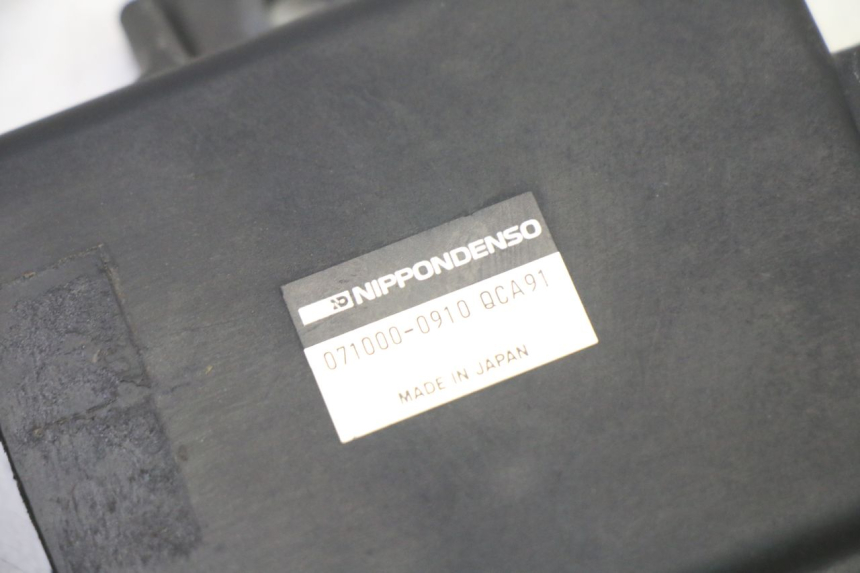 NIPPONDENSO
071000-0910 QCA91
MADE IN JAPAN